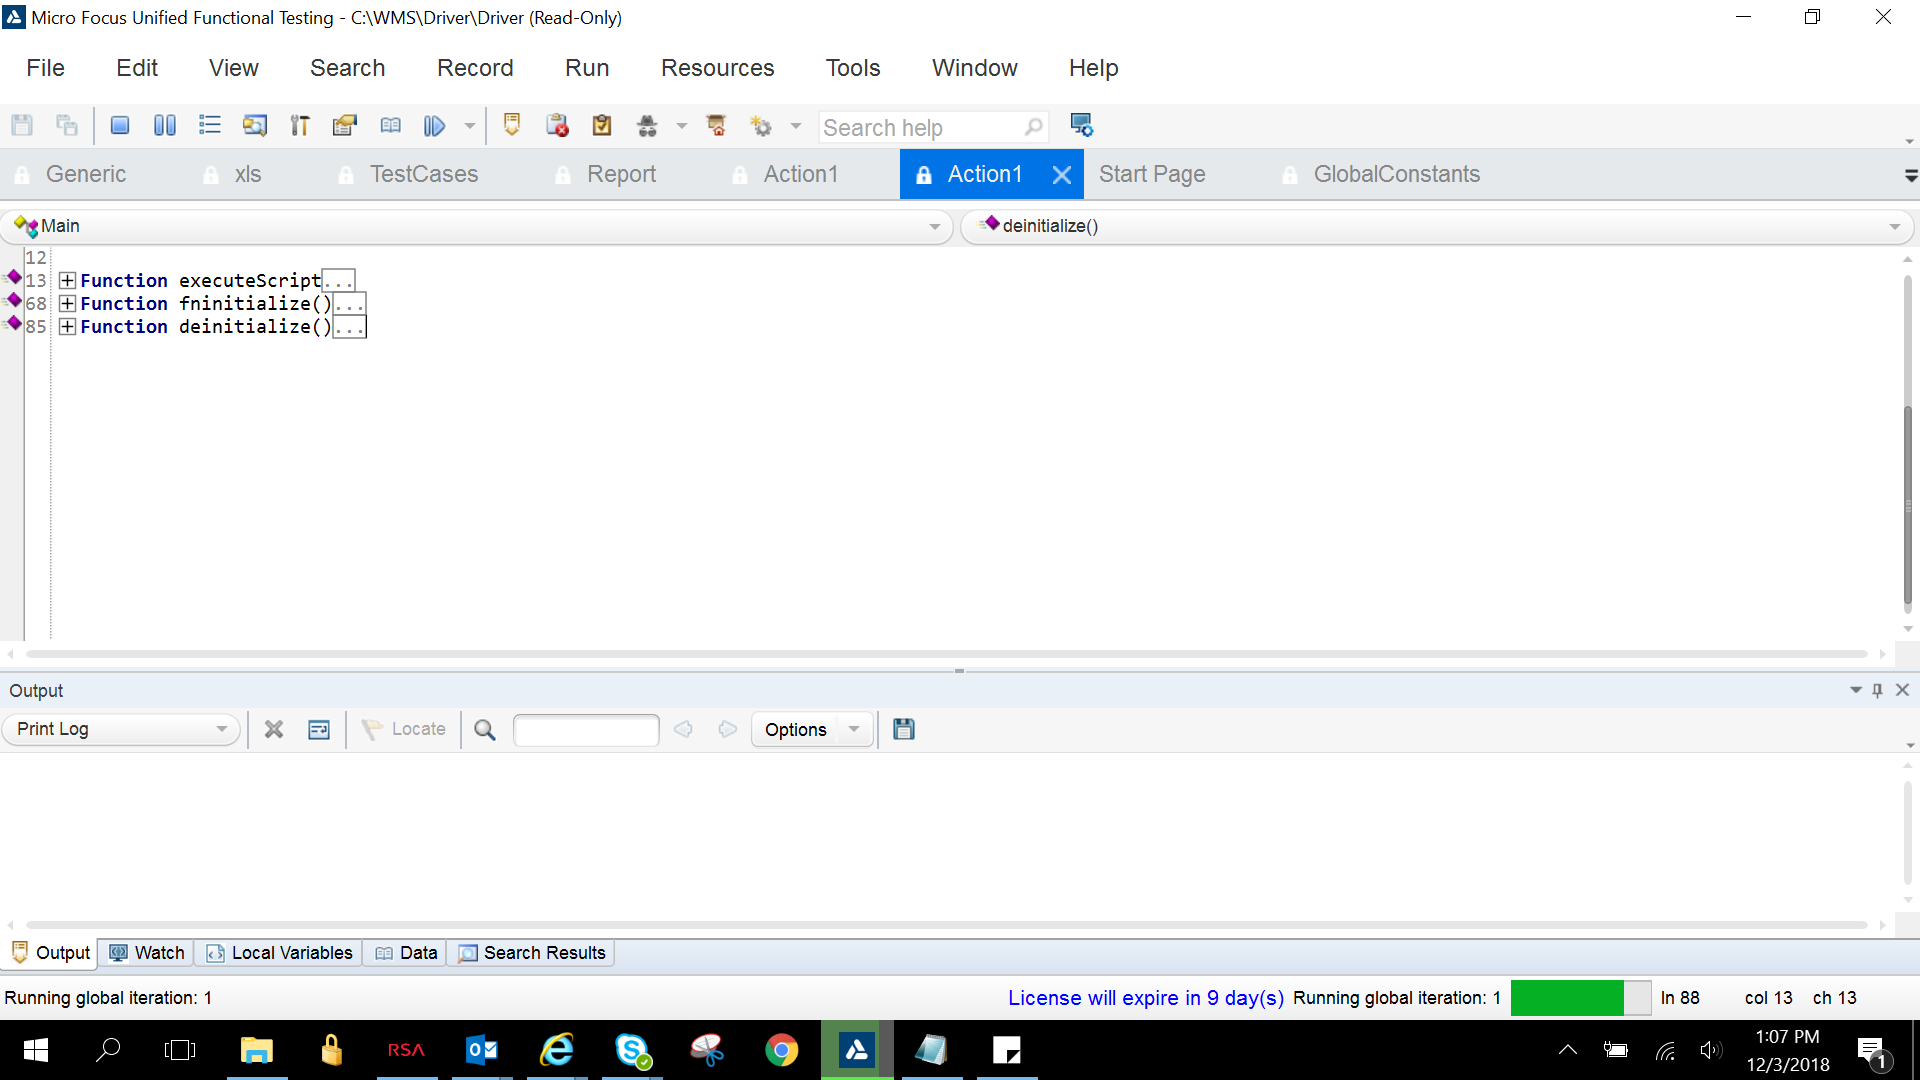 Micro Focus Unified Functional Testing - C:\WMS\Driver\Driver (Read-Only)
File Edit View Search Record Run Resources Tools Window Help
Search help
Generic xls TestCases Report Action1 Action1 Start Page GlobalConstants
Main deinitialize()
12
13 Function executeScript...
68 Function fninitialize()...
85 Function deinitialize()...
Output
Print Log Locate Options
Output Watch Local Variables Data Search Results
Running global iteration: 1 License will expire in 9 day(s) Running global iteration: 1 ln 88 col 13 ch 13
RSA
1:07 PM
12/3/2018
1